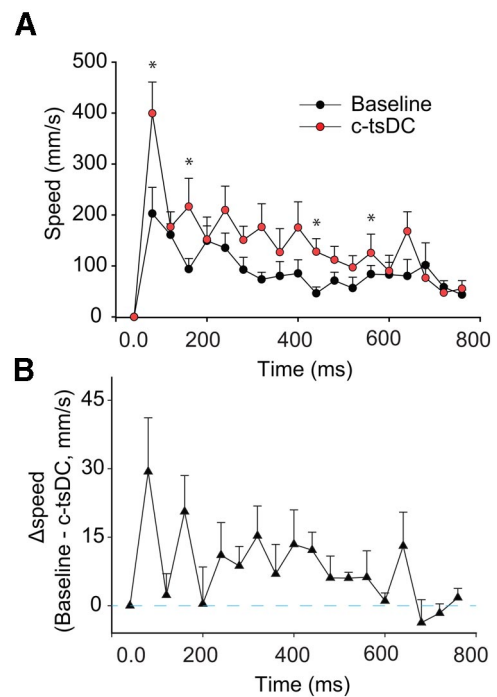 A
500
400
300
200
100
0
Speed (mm/s)
*
*
*
*
Baseline
c-tsDC
0.0
200
400
600
800
Time (ms)
B
45
30
15
0
Δspeed
(Baseline - c-tsDC, mm/s)
0.0
200
400
600
800
Time (ms)